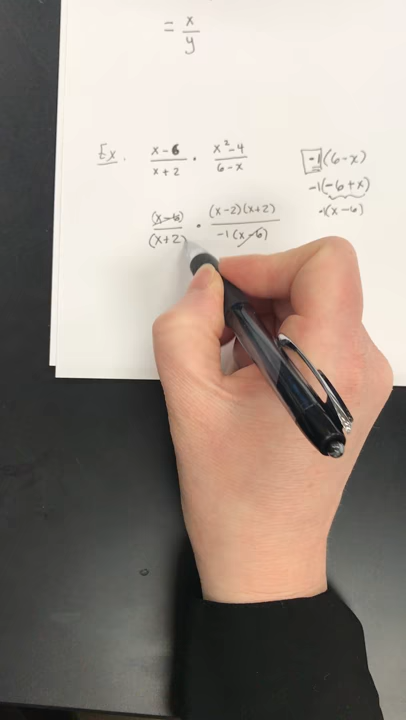 = x/y
Ex. x-6/x+2 · x²-4/6-x
(x-6)/(x+2) · (x-2)(x+2)/-1(x-6)
-1(6-x)
-1(-6+x)
-1(x-6)